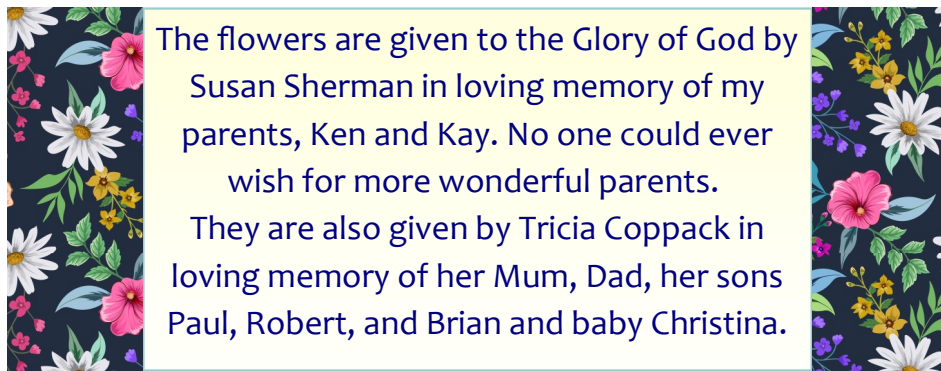 The flowers are given to the Glory of God by
Susan Sherman in loving memory of my
parents, Ken and Kay. No one could ever
wish for more wonderful parents.
They are also given by Tricia Coppack in
loving memory of her Mum, Dad, her sons
Paul, Robert, and Brian and baby Christina.